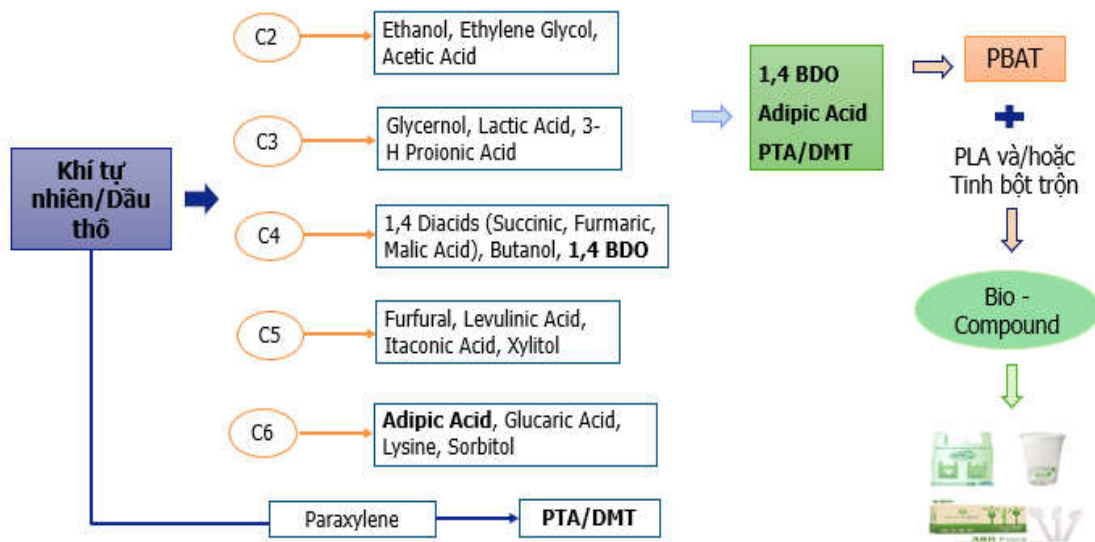 C2
Ethanol, Ethylene Glycol,
Acetic Acid
C3
Glycernol, Lactic Acid, 3-
H Proionic Acid
Khí tự
nhiên/Dầu
thô
C4
1,4 Diacids (Succinic, Furmaric,
Malic Acid), Butanol, 1,4 BDO
C5
Furfural, Levulinic Acid,
Itaconic Acid, Xylitol
C6
Adipic Acid, Glucaric Acid,
Lysine, Sorbitol
Paraxylene
PTA/DMT
1,4 BDO
Adipic Acid
PTA/DMT
PBAT
PLA và/hoặc
Tinh bột trộn
Bio -
Compound